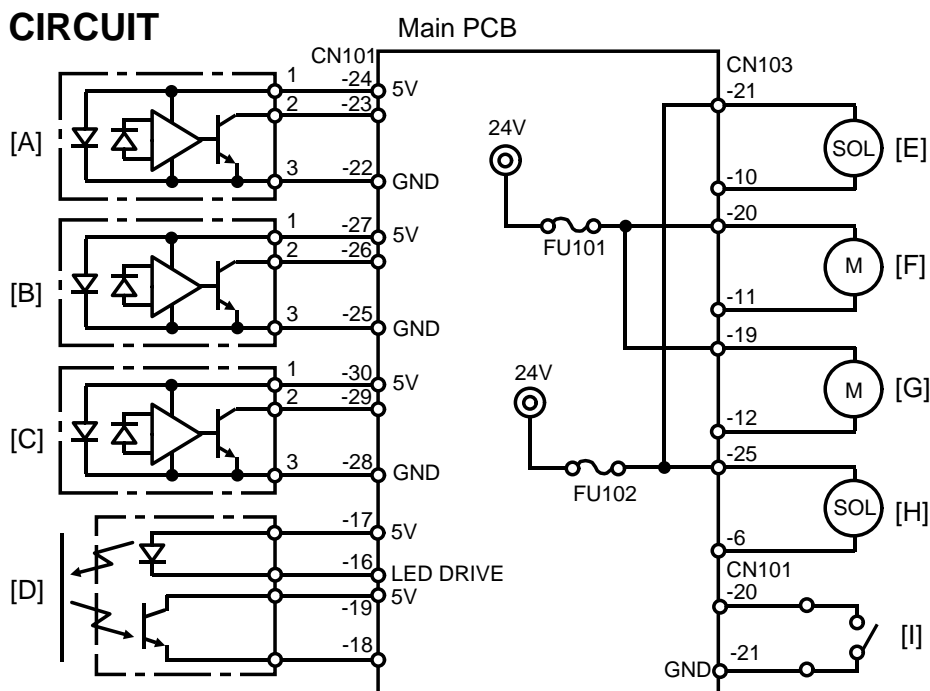 CIRCUIT
Main PCB
CN101
[A]
1 -24 5V
2 -23
3 -22 GND
[B]
1 -27 5V
2 -26
3 -25 GND
[C]
1 -30 5V
2 -29
3 -28 GND
[D]
-17 5V
-16 LED DRIVE
-19 5V
-18
24V
FU101
24V
FU102
CN103
-21
SOL [E]
-10
-20
M [F]
-11
-19
M [G]
-12
-25
SOL [H]
-6
CN101
-20
[I]
GND -21